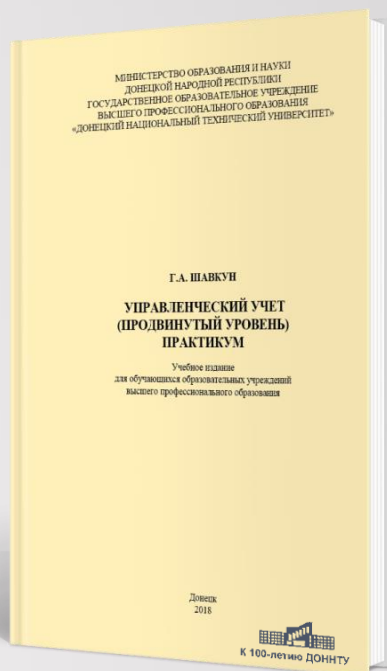 МИНИСТЕРСТВО ОБРАЗОВАНИЯ И НАУКИ
ДОНЕЦКОЙ НАРОДНОЙ РЕСПУБЛИКИ
ГОСУДАРСТВЕННОЕ ОБРАЗОВАТЕЛЬНОЕ УЧРЕЖДЕНИЕ
ВЫСШЕГО ПРОФЕССИОНАЛЬНОГО ОБРАЗОВАНИЯ
«ДОНЕЦКИЙ НАЦИОНАЛЬНЫЙ ТЕХНИЧЕСКИЙ УНИВЕРСИТЕТ»
Г.А. ШАВКУН
УПРАВЛЕНЧЕСКИЙ УЧЕТ
(ПРОДВИНУТЫЙ УРОВЕНЬ)
ПРАКТИКУМ
Учебное издание
для обучающихся образовательных учреждений
высшего профессионального образования
Донецк
2018
К 100-летию ДОННТУ